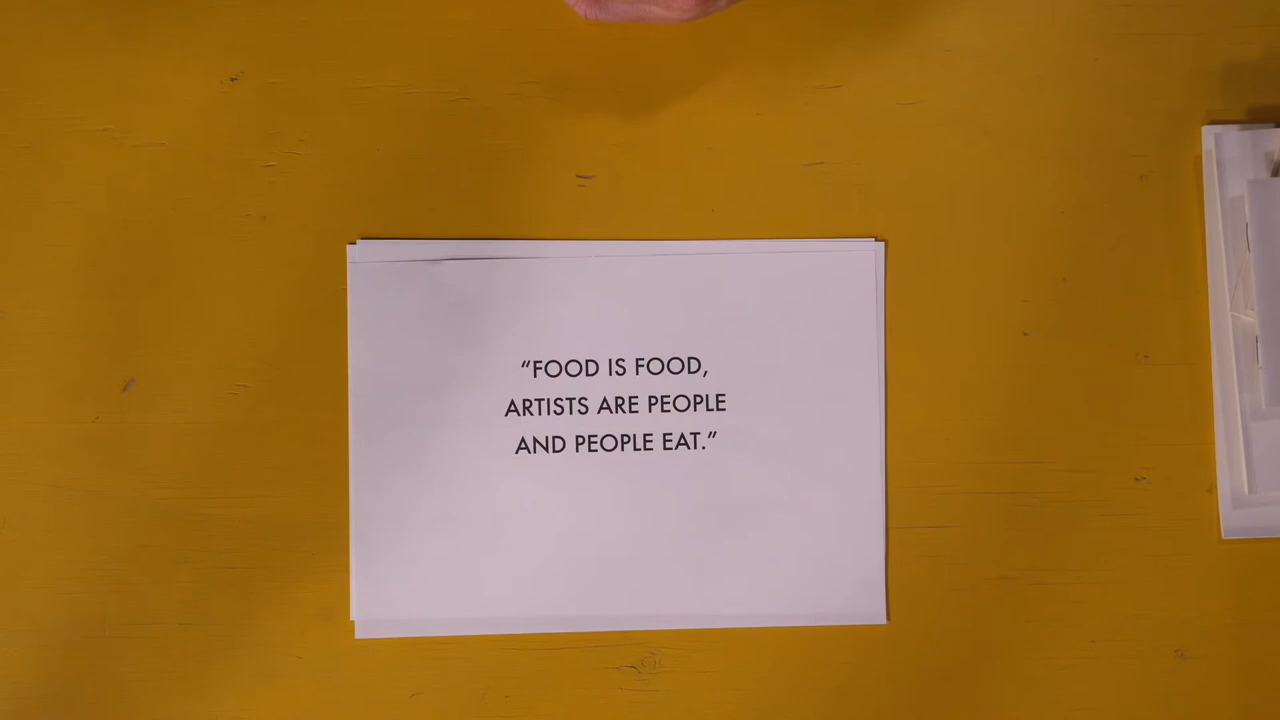 “FOOD IS FOOD,
ARTISTS ARE PEOPLE
AND PEOPLE EAT.”